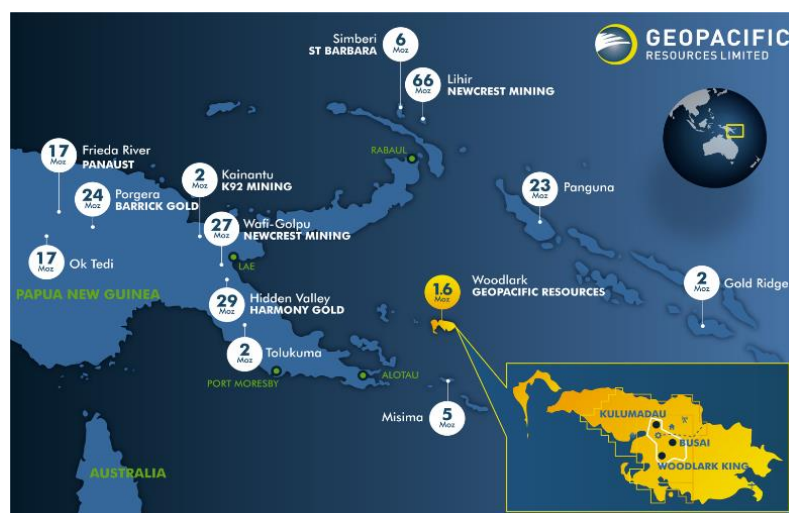 GEOPACIFIC
RESOURCES LIMITED
Simberi
ST BARBARA
6
Moz
66
Moz
Lihir
NEWCREST MINING
17
Moz
Frieda River
PANAUST
RABAUL
2
Moz
Kainantu
K92 MINING
24
Moz
Porgera
BARRICK GOLD
23
Moz
Panguna
27
Moz
Wafi-Golpu
NEWCREST MINING
17
Moz
Ok Tedi
LAE
PAPUA NEW GUINEA
1.6
Moz
Woodlark
GEOPACIFIC RESOURCES
2
Moz
Gold Ridge
29
Moz
Hidden Valley
HARMONY GOLD
2
Moz
Tolukuma
PORT MORESBY
ALOTAU
Misima
5
Moz
KULUMADAU
BUSAI
WOODLARK KING
AUSTRALIA